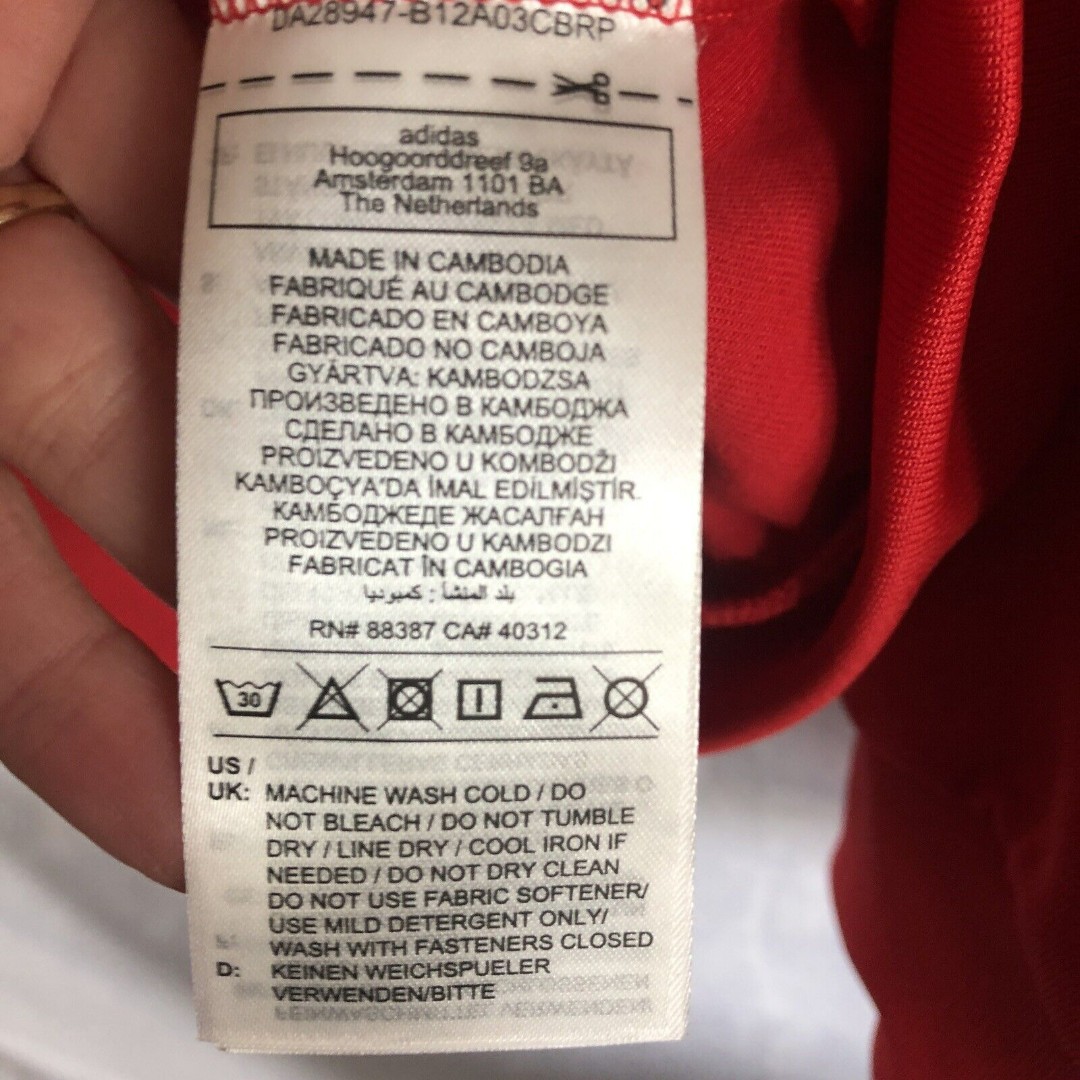 DA28947-B12A03CBRP
adidas
Hoogoorddreef 9a
Amsterdam 1101 BA
The Netherlands
MADE IN CAMBODIA
FABRIQUÉ AU CAMBODGE
FABRICADO EN CAMBOYA
FABRICADO NO CAMBOJA
GYÁRTVA: KAMBODZSA
ПРОИЗВЕДЕНО В КАМБОДЖА
СДЕЛАНО В КАМБОДЖЕ
PROIZVEDENO U KOMBODŽI
KAMBOÇYA'DA İMAL EDİLMİŞTİR.
КАМБОДЖЕДЕ ЖАСАЛҒАН
PROIZVEDENO U KAMBODZI
FABRICAT ÎN CAMBOGIA
بلد المنشأ : كمبوديا
RN# 88387 CA# 40312
30
US /
UK: MACHINE WASH COLD / DO
NOT BLEACH / DO NOT TUMBLE
DRY / LINE DRY / COOL IRON IF
NEEDED / DO NOT DRY CLEAN
DO NOT USE FABRIC SOFTENER/
USE MILD DETERGENT ONLY/
WASH WITH FASTENERS CLOSED
D: KEINEN WEICHSPUELER
VERWENDEN/BITTE